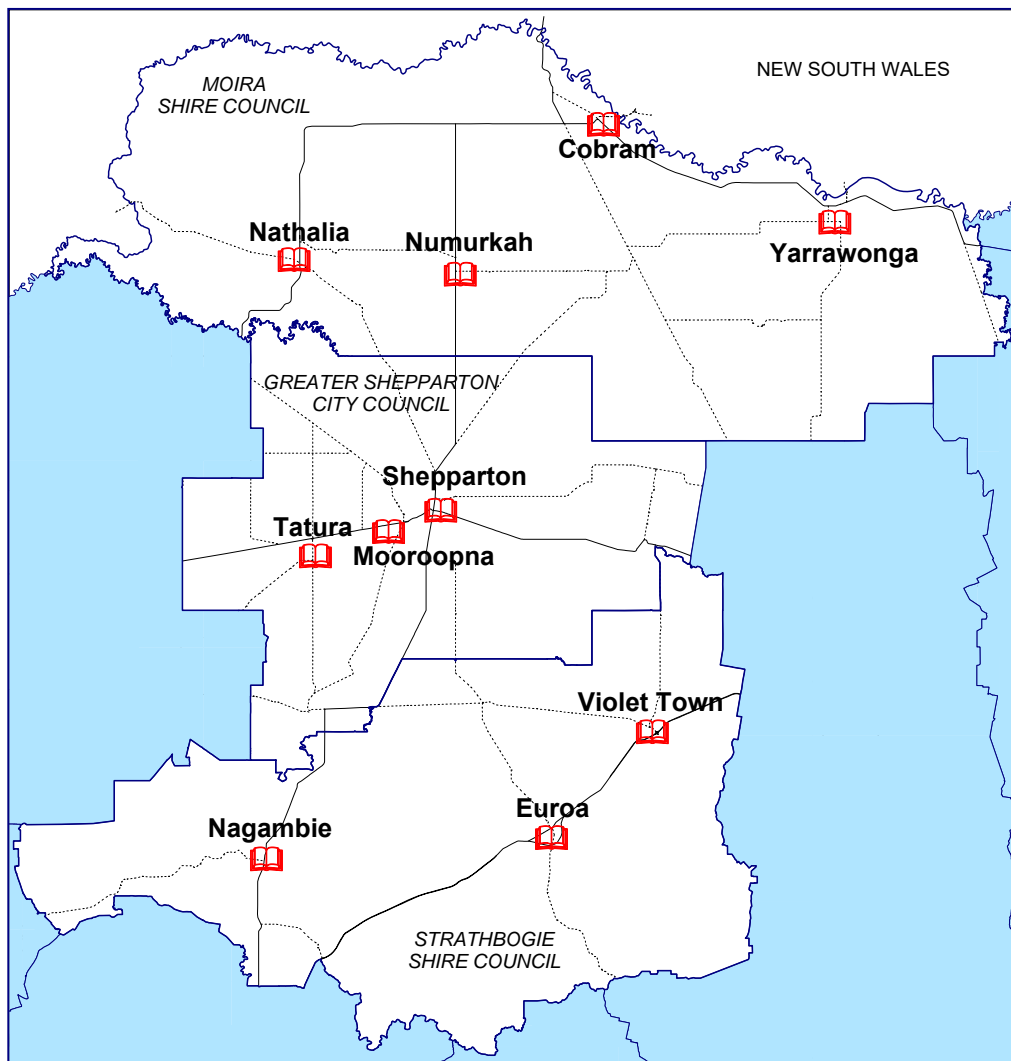 MOIRA
SHIRE COUNCIL
NEW SOUTH WALES
Cobram
Nathalia
Numurkah
Yarrawonga
GREATER SHEPPARTON
CITY COUNCIL
Shepparton
Tatura
Mooroopna
Violet Town
Euroa
Nagambie
STRATHBOGIE
SHIRE COUNCIL